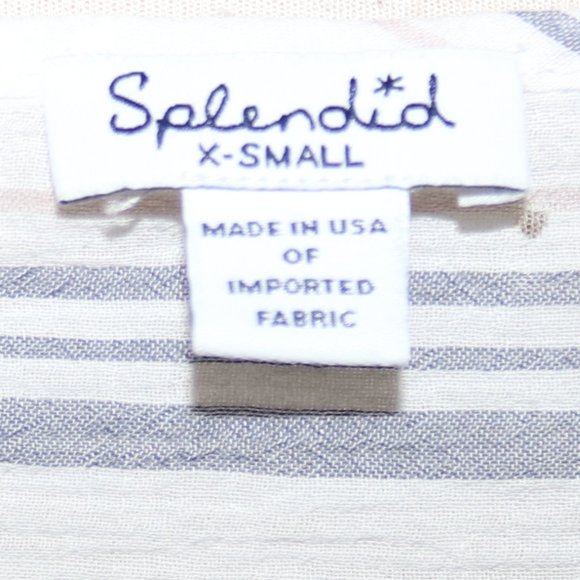 Splendid
X-SMALL
MADE IN USA
OF
IMPORTED
FABRIC